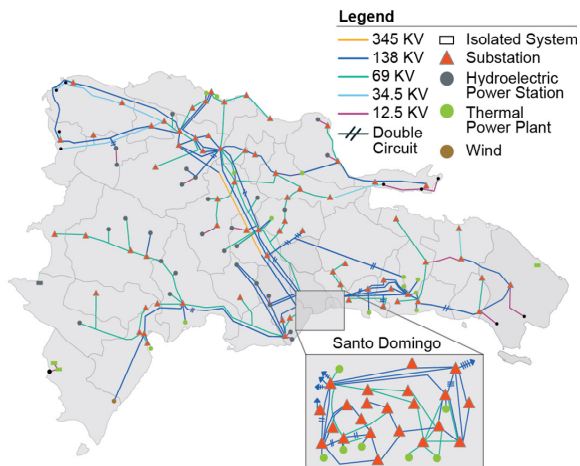 Legend
345 KV
138 KV
69 KV
34.5 KV
12.5 KV
Double
Circuit
Isolated System
Substation
Hydroelectric
Power Station
Thermal
Power Plant
Wind
Santo Domingo